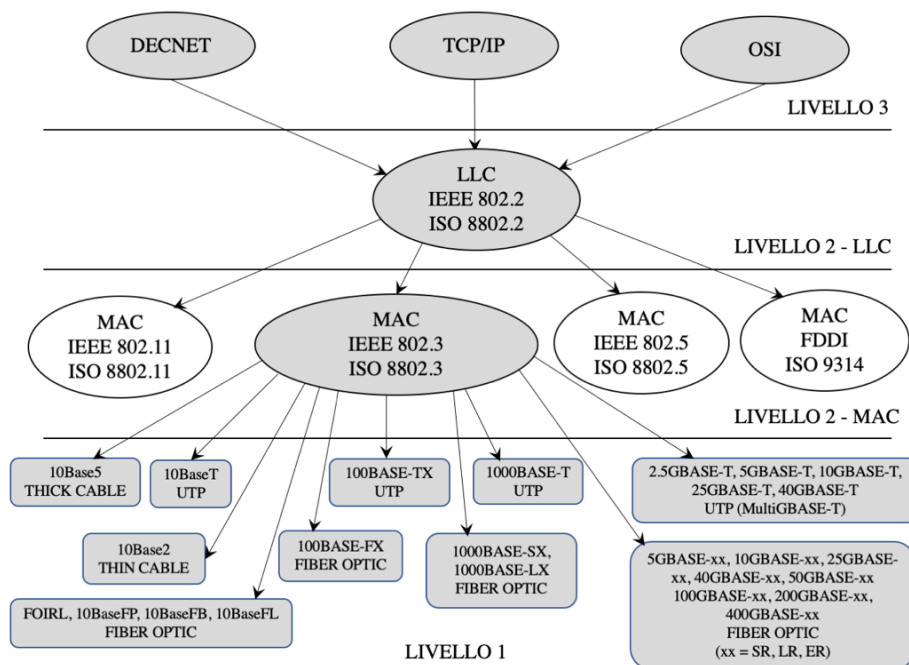 DECNET
TCP/IP
OSI
LIVELLO 3
LLC
IEEE 802.2
ISO 8802.2
LIVELLO 2 - LLC
MAC
IEEE 802.11
ISO 8802.11
MAC
IEEE 802.3
ISO 8802.3
MAC
IEEE 802.5
ISO 8802.5
MAC
FDDI
ISO 9314
LIVELLO 2 - MAC
10Base5
THICK CABLE
10BaseT
UTP
100BASE-TX
UTP
1000BASE-T
UTP
2.5GBASE-T, 5GBASE-T, 10GBASE-T,
25GBASE-T, 40GBASE-T
UTP (MultiGBASE-T)
10Base2
THIN CABLE
100BASE-FX
FIBER OPTIC
1000BASE-SX,
1000BASE-LX
FIBER OPTIC
5GBASE-xx, 10GBASE-xx, 25GBASE-
xx, 40GBASE-xx, 50GBASE-xx
100GBASE-xx, 200GBASE-xx,
400GBASE-xx
FIBER OPTIC
(xx = SR, LR, ER)
FOIRL, 10BaseFP, 10BaseFB, 10BaseFL
FIBER OPTIC
LIVELLO 1